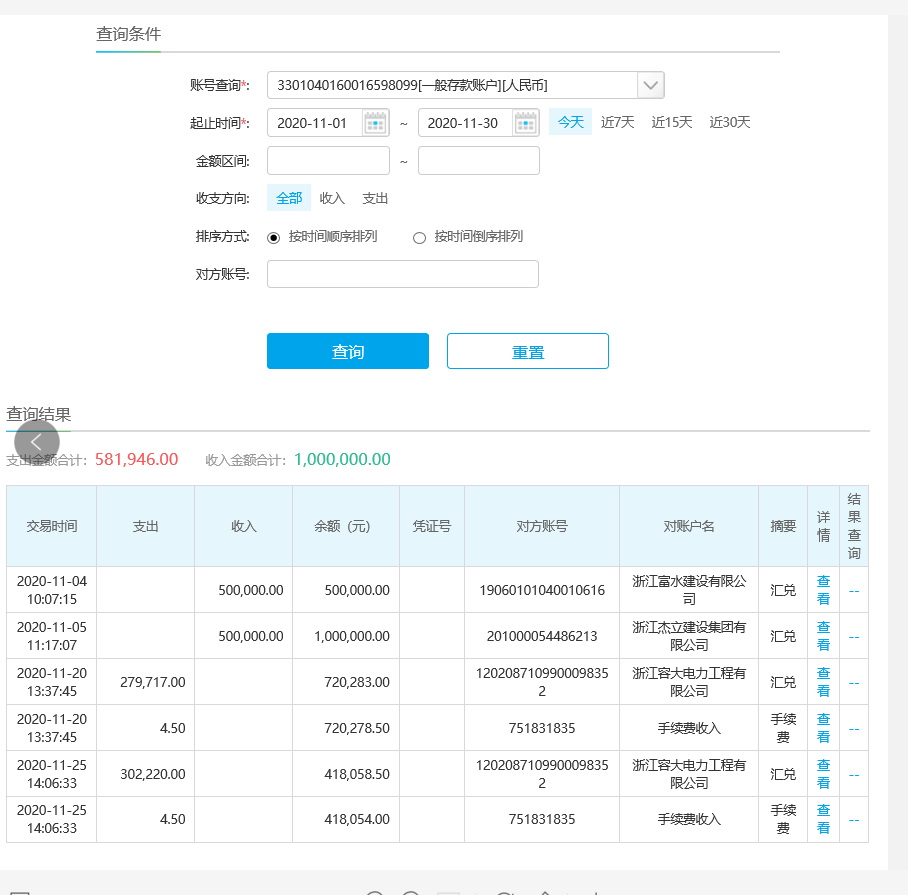 查询条件
账号查询*: 3301040160016598099[一般存款账户][人民币]
起止时间*: 2020-11-01 ~ 2020-11-30 今天 近7天 近15天 近30天
金额区间: ~
收支方向: 全部 收入 支出
排序方式: 按时间顺序排列 按时间倒序排列
对方账号:
查询 重置
查询结果
支出金额合计: 581,946.00 收入金额合计: 1,000,000.00
交易时间 支出 收入 余额（元） 凭证号 对方账号 对账户名 摘要 详情 结果查询
2020-11-04 10:07:15 500,000.00 500,000.00 19060101040010616 浙江富水建设有限公司 汇兑 查看 --
2020-11-05 11:17:07 500,000.00 1,000,000.00 201000054486213 浙江杰立建设集团有限公司 汇兑 查看 --
2020-11-20 13:37:45 279,717.00 720,283.00 1202087109900098352 浙江容大电力工程有限公司 汇兑 查看 --
2020-11-20 13:37:45 4.50 720,278.50 751831835 手续费收入 手续费 查看 --
2020-11-25 14:06:33 302,220.00 418,058.50 1202087109900098352 浙江容大电力工程有限公司 汇兑 查看 --
2020-11-25 14:06:33 4.50 418,054.00 751831835 手续费收入 手续费 查看 --